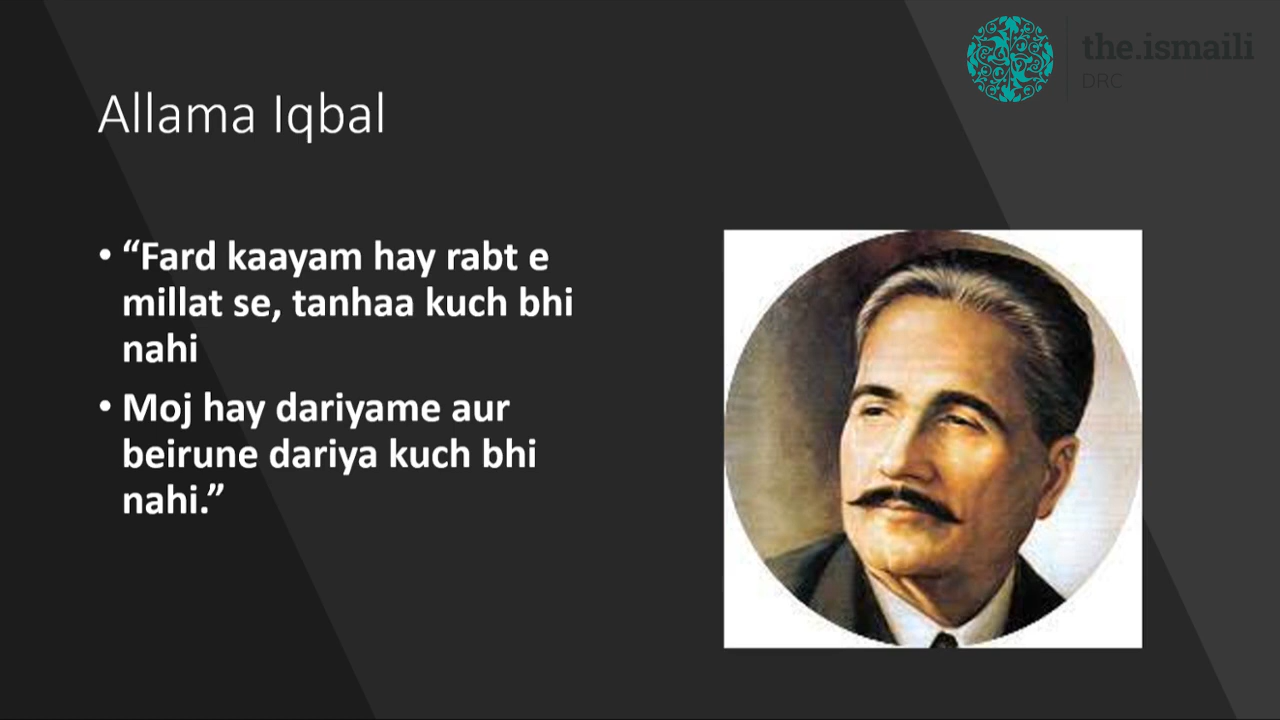 the.ismaili
DRC
Allama Iqbal
• “Fard kaayam hay rabt e
millat se, tanhaa kuch bhi
nahi
• Moj hay dariyame aur
beirune dariya kuch bhi
nahi.”